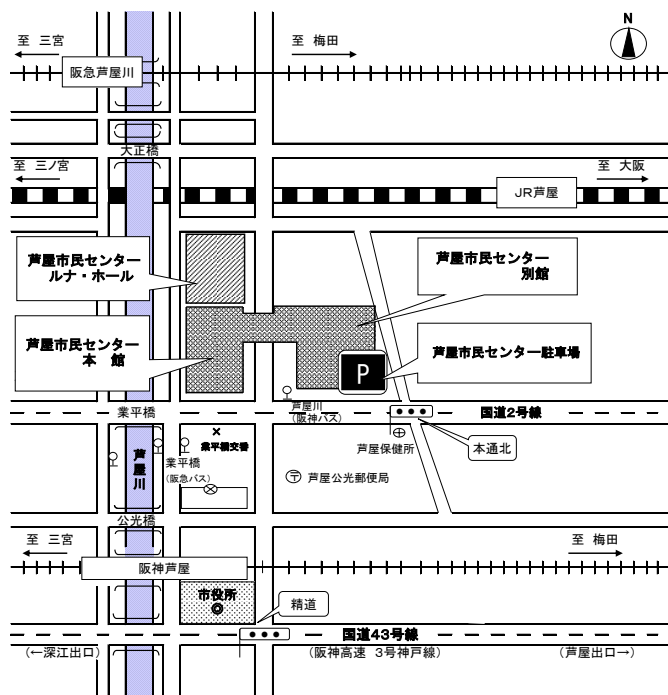 至 三宮
至 梅田
N
阪急芦屋川
大正橋
至 三ノ宮
至 大阪
JR芦屋
芦屋市民センター
ルナ・ホール
芦屋市民センター
別館
芦屋市民センター
本 館
芦屋市民センター駐車場
P
芦屋川
(阪神バス)
業平橋
国道2号線
業平橋交番
芦屋保健所
本通北
芦屋川
業平橋
(阪急バス)
芦屋公光郵便局
公光橋
至 三宮
至 梅田
阪神芦屋
市役所
精道
国道43号線
(←深江出口)
(阪神高速 3号神戸線)
(芦屋出口→)